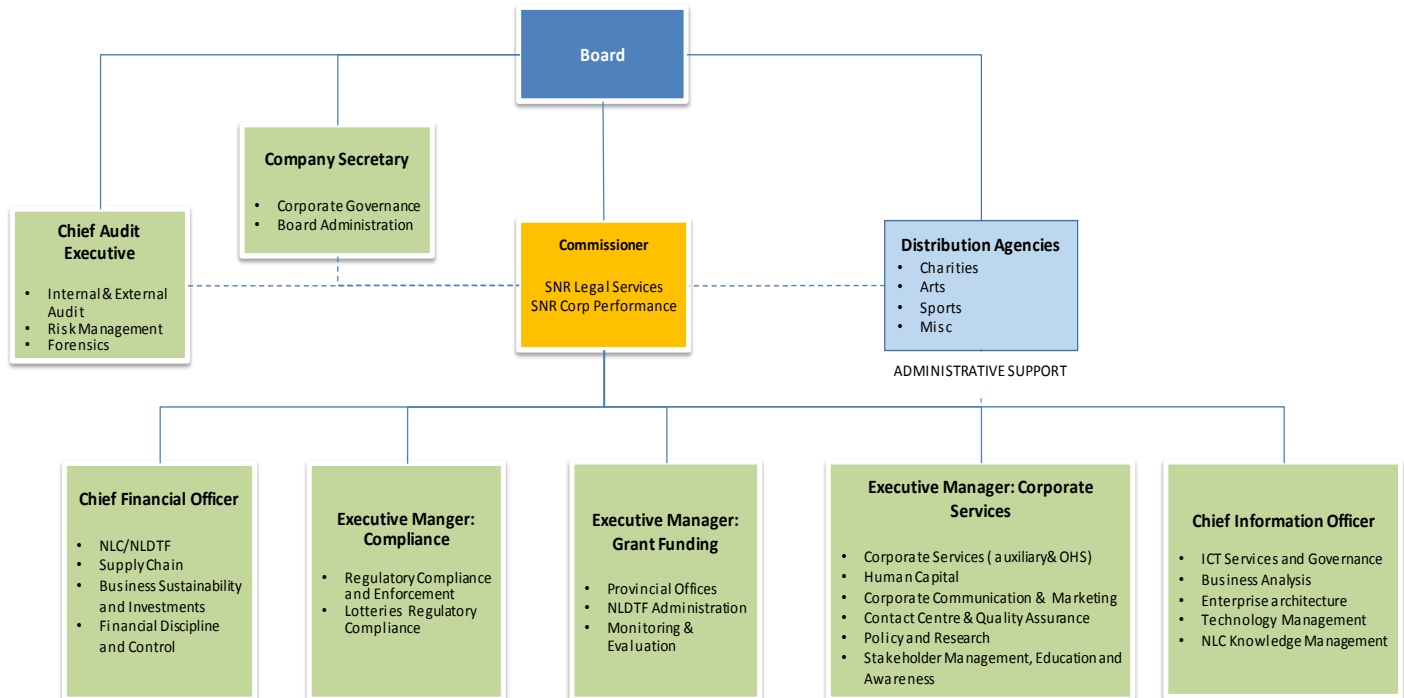 Board
Company Secretary
• Corporate Governance
• Board Administration
Chief Audit
Executive
• Internal & External
Audit
• Risk Management
• Forensics
Commissioner
SNR Legal Services
SNR Corp Performance
Distribution Agencies
• Charities
• Arts
• Sports
• Misc
ADMINISTRATIVE SUPPORT
Chief Financial Officer
• NLC/NLDTF
• Supply Chain
• Business Sustainability
and Investments
• Financial Discipline
and Control
Executive Manger:
Compliance
• Regulatory Compliance
and Enforcement
• Lotteries Regulatory
Compliance
Executive Manager:
Grant Funding
• Provincial Offices
• NLDTF Administration
• Monitoring &
Evaluation
Executive Manager: Corporate
Services
• Corporate Services ( auxiliary& OHS)
• Human Capital
• Corporate Communication & Marketing
• Contact Centre & Quality Assurance
• Policy and Research
• Stakeholder Management, Education and
Awareness
Chief Information Officer
• ICT Services and Governance
• Business Analysis
• Enterprise architecture
• Technology Management
• NLC Knowledge Management